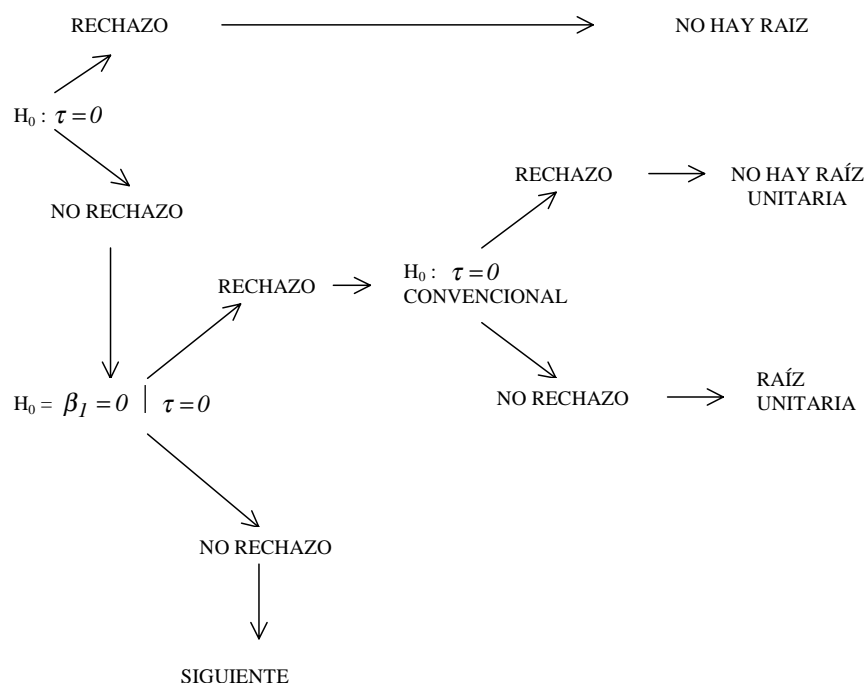 RECHAZO
NO HAY RAIZ
H₀ : τ = 0
RECHAZO
NO HAY RAÍZ
UNITARIA
NO RECHAZO
RECHAZO
H₀ : τ = 0
CONVENCIONAL
H₀ = β₁ = 0 | τ = 0
NO RECHAZO
RAÍZ
UNITARIA
NO RECHAZO
SIGUIENTE